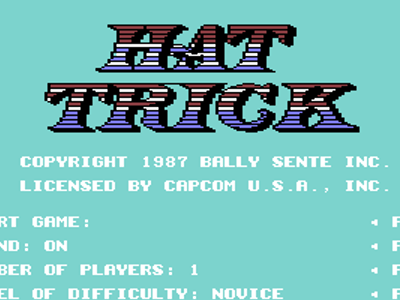 HAT
TRICK
COPYRIGHT 1987 BALLY SENTE INC.
LICENSED BY CAPCOM U.S.A., INC.
RT GAME:
ND: ON
BER OF PLAYERS: 1
EL OF DIFFICULTY: NOVICE